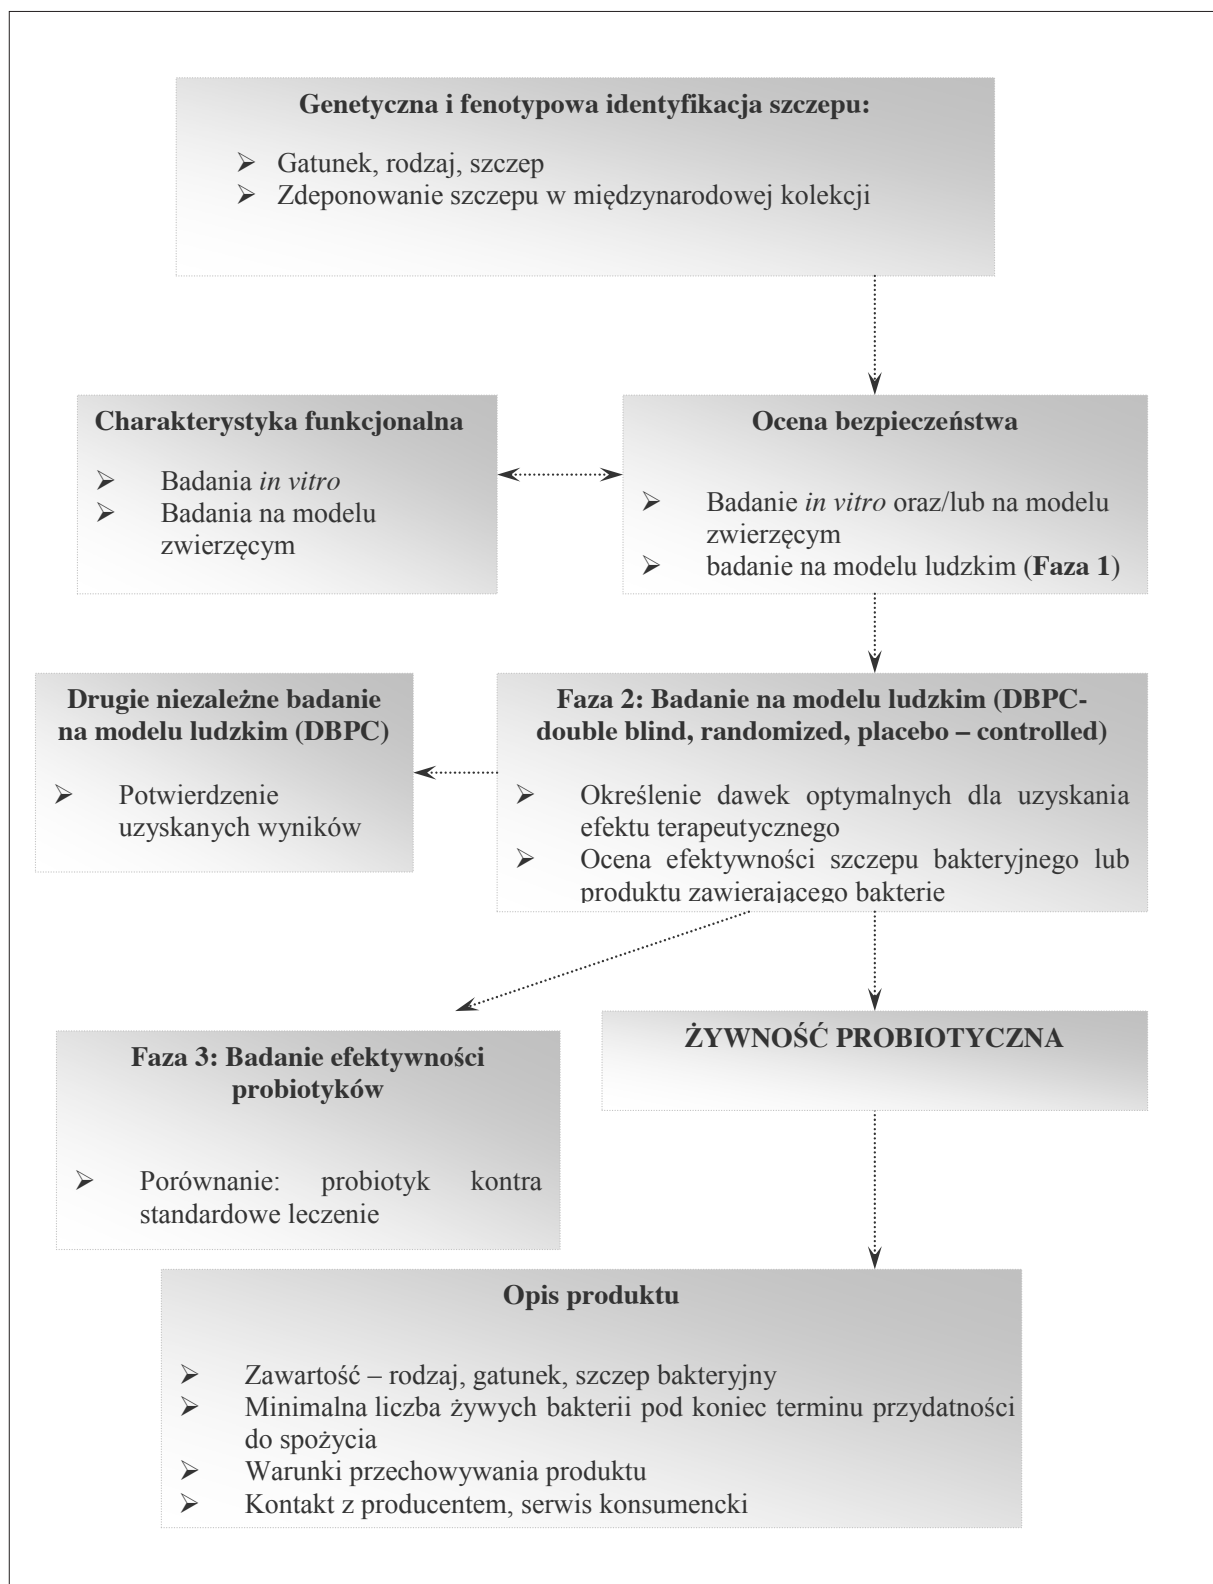 Genetyczna i fenotypowa identyfikacja szczepu:
➢ Gatunek, rodzaj, szczep
➢ Zdeponowanie szczepu w międzynarodowej kolekcji
Charakterystyka funkcjonalna
➢ Badania in vitro
➢ Badania na modelu
zwierzęcym
Ocena bezpieczeństwa
➢ Badanie in vitro oraz/lub na modelu
zwierzęcym
➢ badanie na modelu ludzkim (Faza 1)
Drugie niezależne badanie
na modelu ludzkim (DBPC)
➢ Potwierdzenie
uzyskanych wyników
Faza 2: Badanie na modelu ludzkim (DBPC-
double blind, randomized, placebo – controlled)
➢ Określenie dawek optymalnych dla uzyskania
efektu terapeutycznego
➢ Ocena efektywności szczepu bakteryjnego lub
produktu zawierającego bakterie
Faza 3: Badanie efektywności
probiotyków
➢ Porównanie: probiotyk kontra
standardowe leczenie
ŻYWNOŚĆ PROBIOTYCZNA
Opis produktu
➢ Zawartość – rodzaj, gatunek, szczep bakteryjny
➢ Minimalna liczba żywych bakterii pod koniec terminu przydatności
do spożycia
➢ Warunki przechowywania produktu
➢ Kontakt z producentem, serwis konsumencki